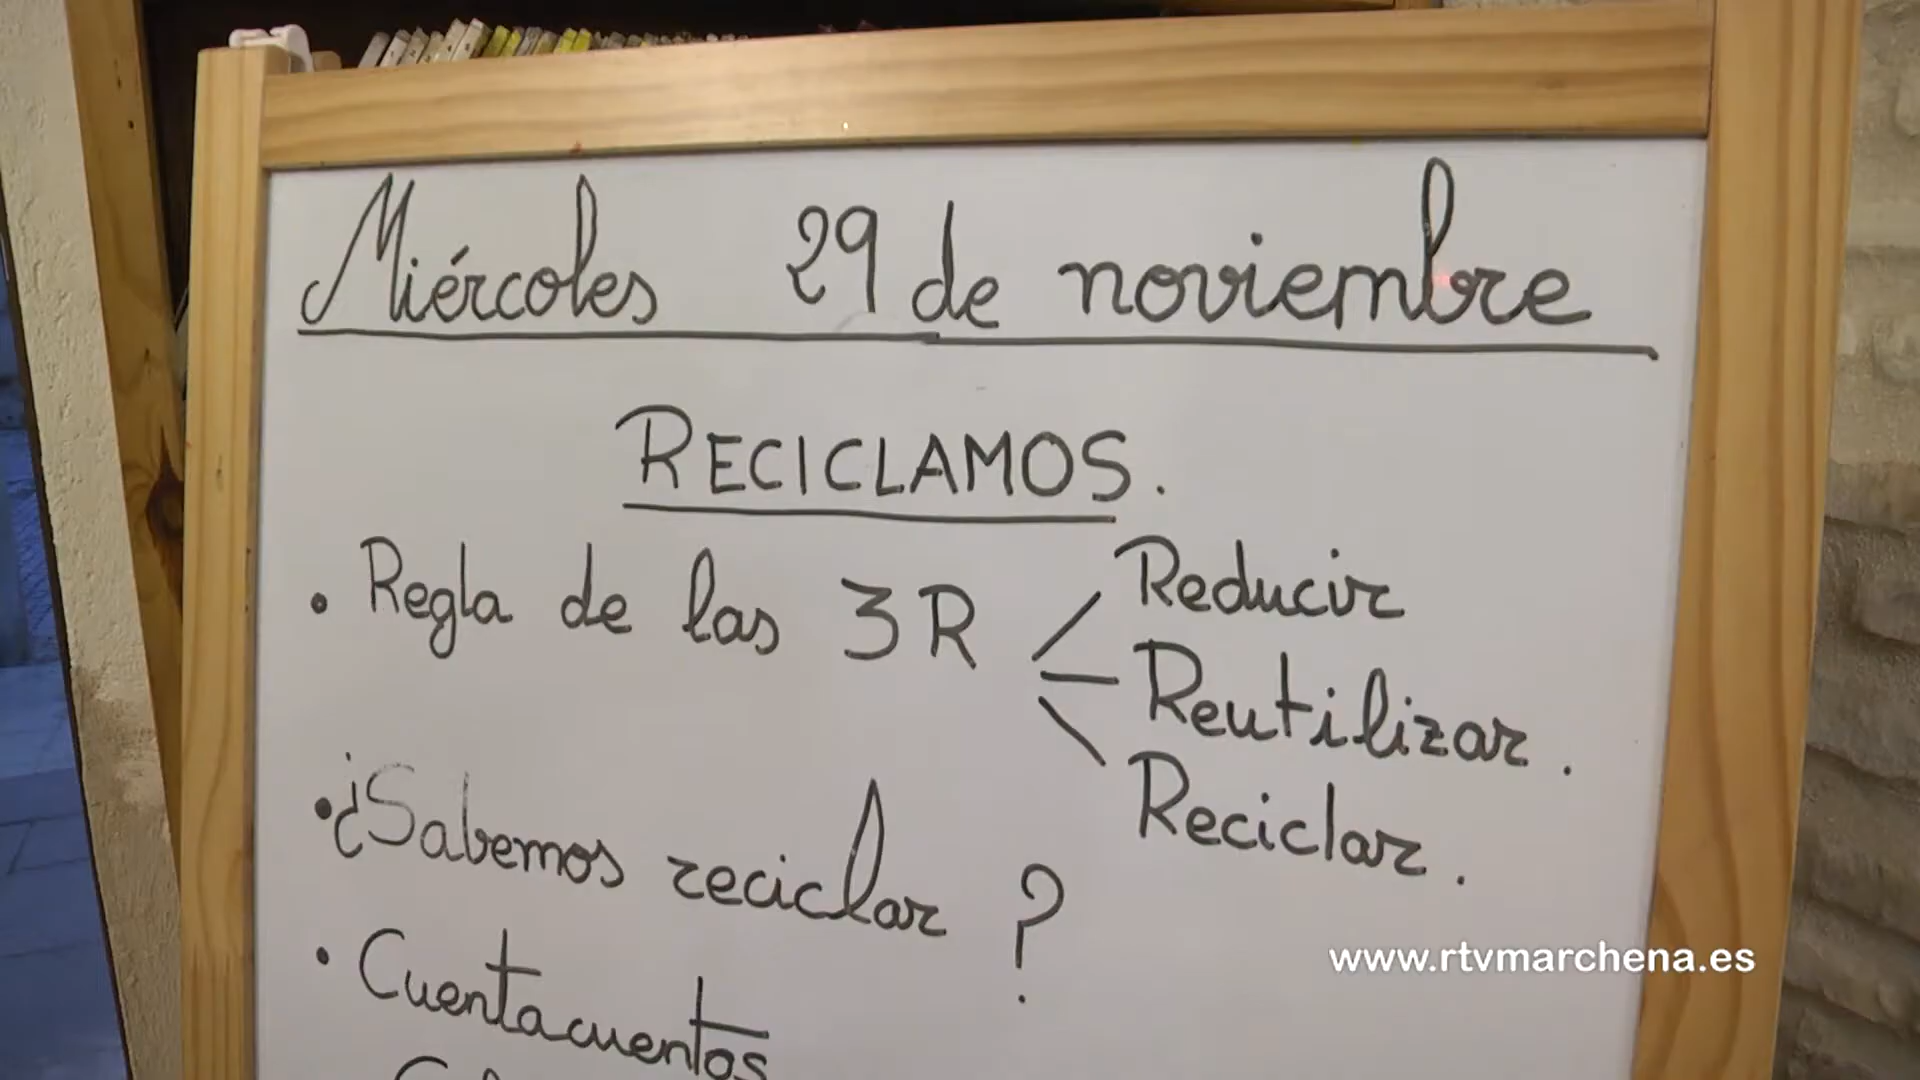 Miércoles 29 de noviembre
RECICLAMOS.
• Regla de las 3R
Reducir
Reutilizar.
Reciclar.
• ¿Sabemos reciclar?
• Cuentacuentos
www.rtvmarchena.es